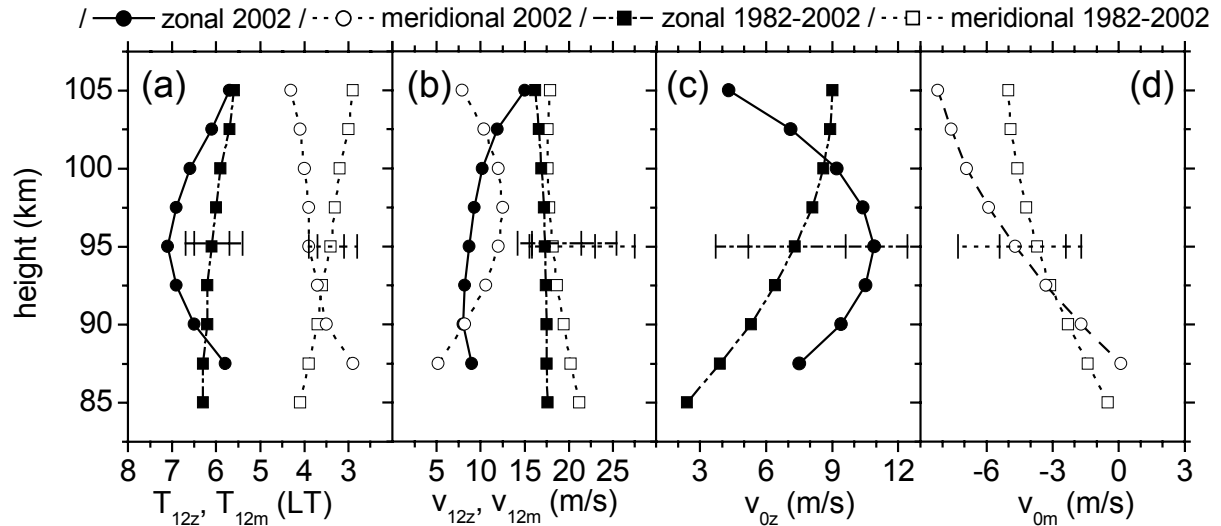 / zonal 2002 / meridional 2002 / zonal 1982-2002 / meridional 1982-2002
(a) (b) (c) (d)
105
100
95
90
85
height (km)
8 7 6 5 4 3
5 10 15 20 25
3 6 9 12
-6 -3 0 3
T12z, T12m (LT)
v12z, v12m (m/s)
v0z (m/s)
v0m (m/s)